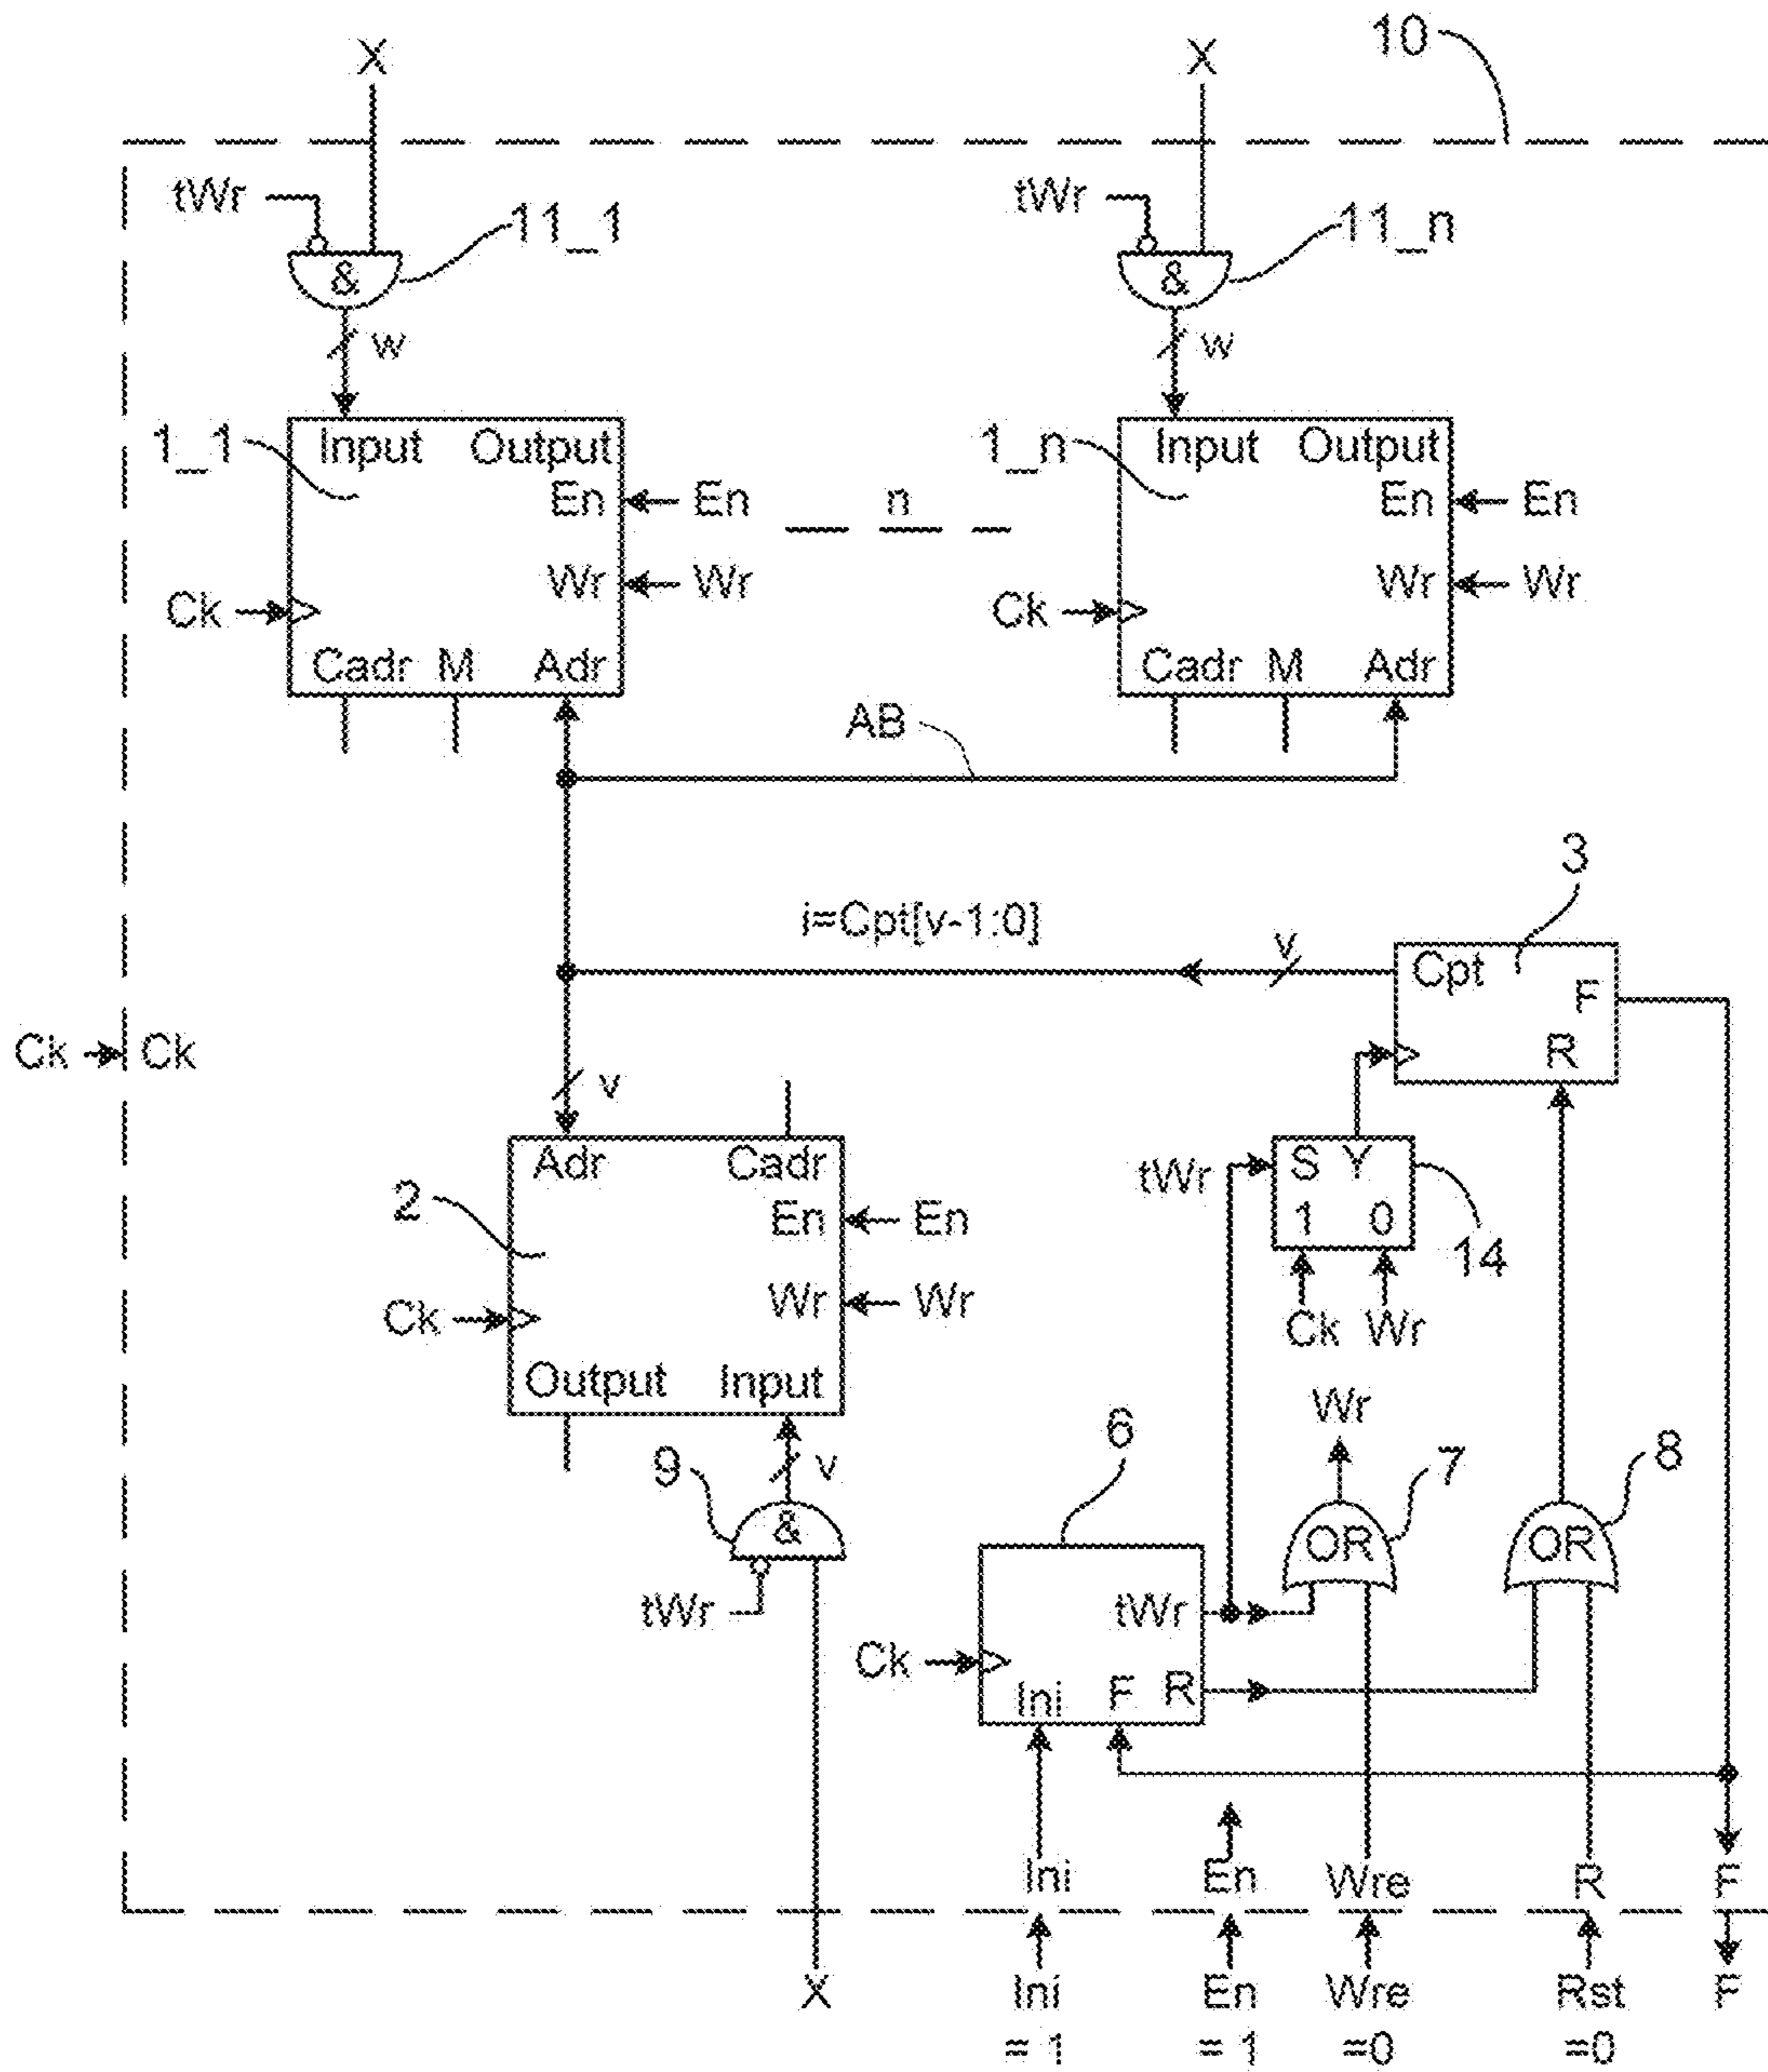 10
X X
tWr 11_1 tWr 11_n
& &
w w
1_1 Input Output 1_n Input Output
En En n En En
Wr Wr Wr Wr
Ck Ck
Cadr M Adr Cadr M Adr
AB
3
i=Cpt[v-1:0] v Cpt
F
Ck Ck R
v
Adr Cadr tWr S Y
2 En En 1 0 14
Ck Wr Wr Ck Wr
Output Input Wr
9 v 6 7 8
& OR OR
tWr tWr
Ck
Ini F R
Ini En Wre R F
X Ini En Wre Rst F
= 1 = 1 =0 =0